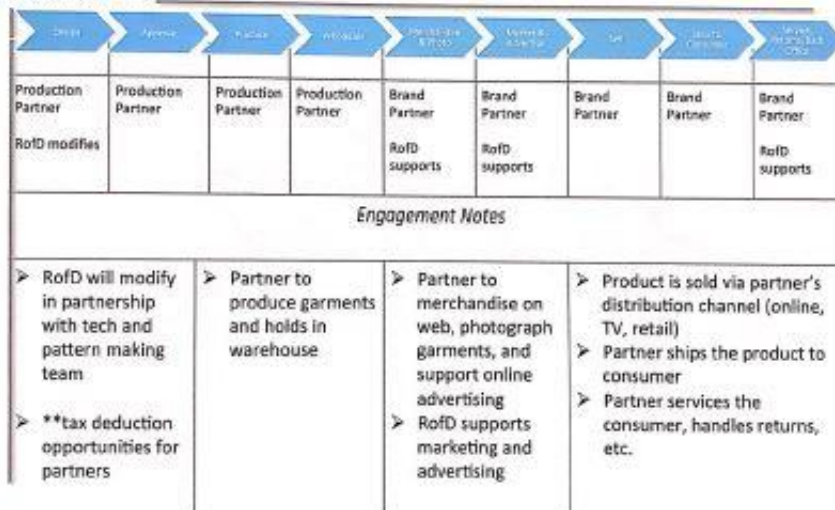 Approve
Production Partner
RofD modifies
Production Partner
Production Partner
Production Partner
Brand Partner
RofD supports
Brand Partner
RofD supports
Brand Partner
Brand Partner
Brand Partner
RofD supports
Engagement Notes
➢ RofD will modify
in partnership
with tech and
pattern making
team
➢ **tax deduction
opportunities for
partners
➢ Partner to
produce garments
and holds in
warehouse
➢ Partner to
merchandise on
web, photograph
garments, and
support online
advertising
➢ RofD supports
marketing and
advertising
➢ Product is sold via partner's
distribution channel (online,
TV, retail)
➢ Partner ships the product to
consumer
➢ Partner services the
consumer, handles returns,
etc.